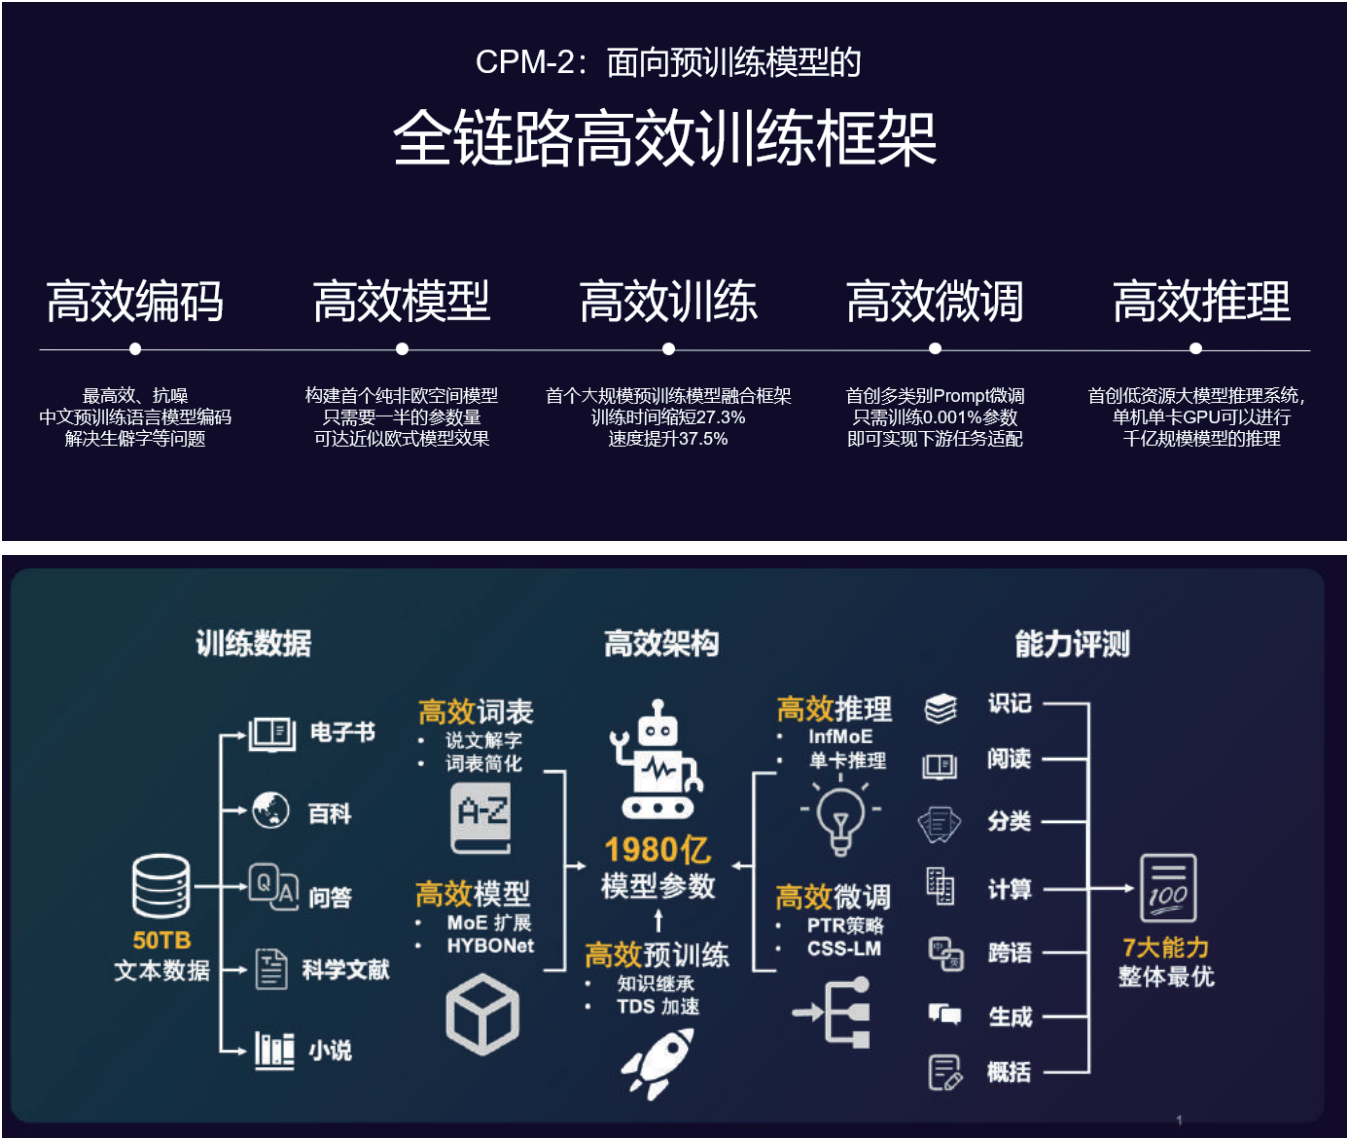 CPM-2：面向预训练模型的
全链路高效训练框架
高效编码
最高效、抗噪
中文预训练语言模型编码
解决生僻字等问题
高效模型
构建首个纯非欧空间模型
只需要一半的参数量
可达近似欧式模型效果
高效训练
首个大规模预训练模型融合框架
训练时间缩短27.3%
速度提升37.5%
高效微调
首创多类别Prompt微调
只需训练0.001%参数
即可实现下游任务适配
高效推理
首创低资源大模型推理系统，
单机单卡GPU可以进行
千亿规模模型的推理
训练数据
50TB
文本数据
电子书
百科
Q A
问答
科学文献
小说
高效架构
高效词表
• 说文解字
• 词表简化
A-Z
高效模型
• MoE 扩展
• HYBONet
1980亿
模型参数
高效预训练
• 知识继承
• TDS 加速
高效推理
• InfMoE
• 单卡推理
高效微调
• PTR策略
• CSS-LM
能力评测
识记
阅读
分类
计算
跨语
生成
概括
100
7大能力
整体最优
1